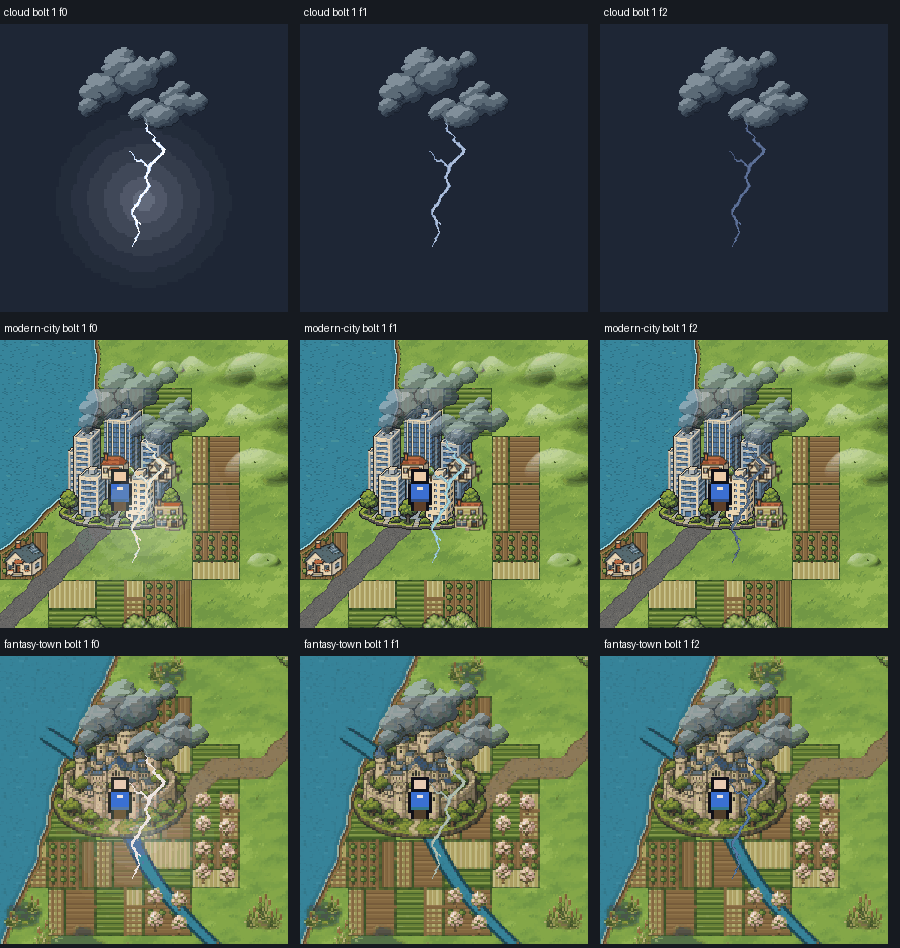 cloud bolt 1 f0
cloud bolt 1 f1
cloud bolt 1 f2
modern-city bolt 1 f0
modern-city bolt 1 f1
modern-city bolt 1 f2
fantasy-town bolt 1 f0
fantasy-town bolt 1 f1
fantasy-town bolt 1 f2